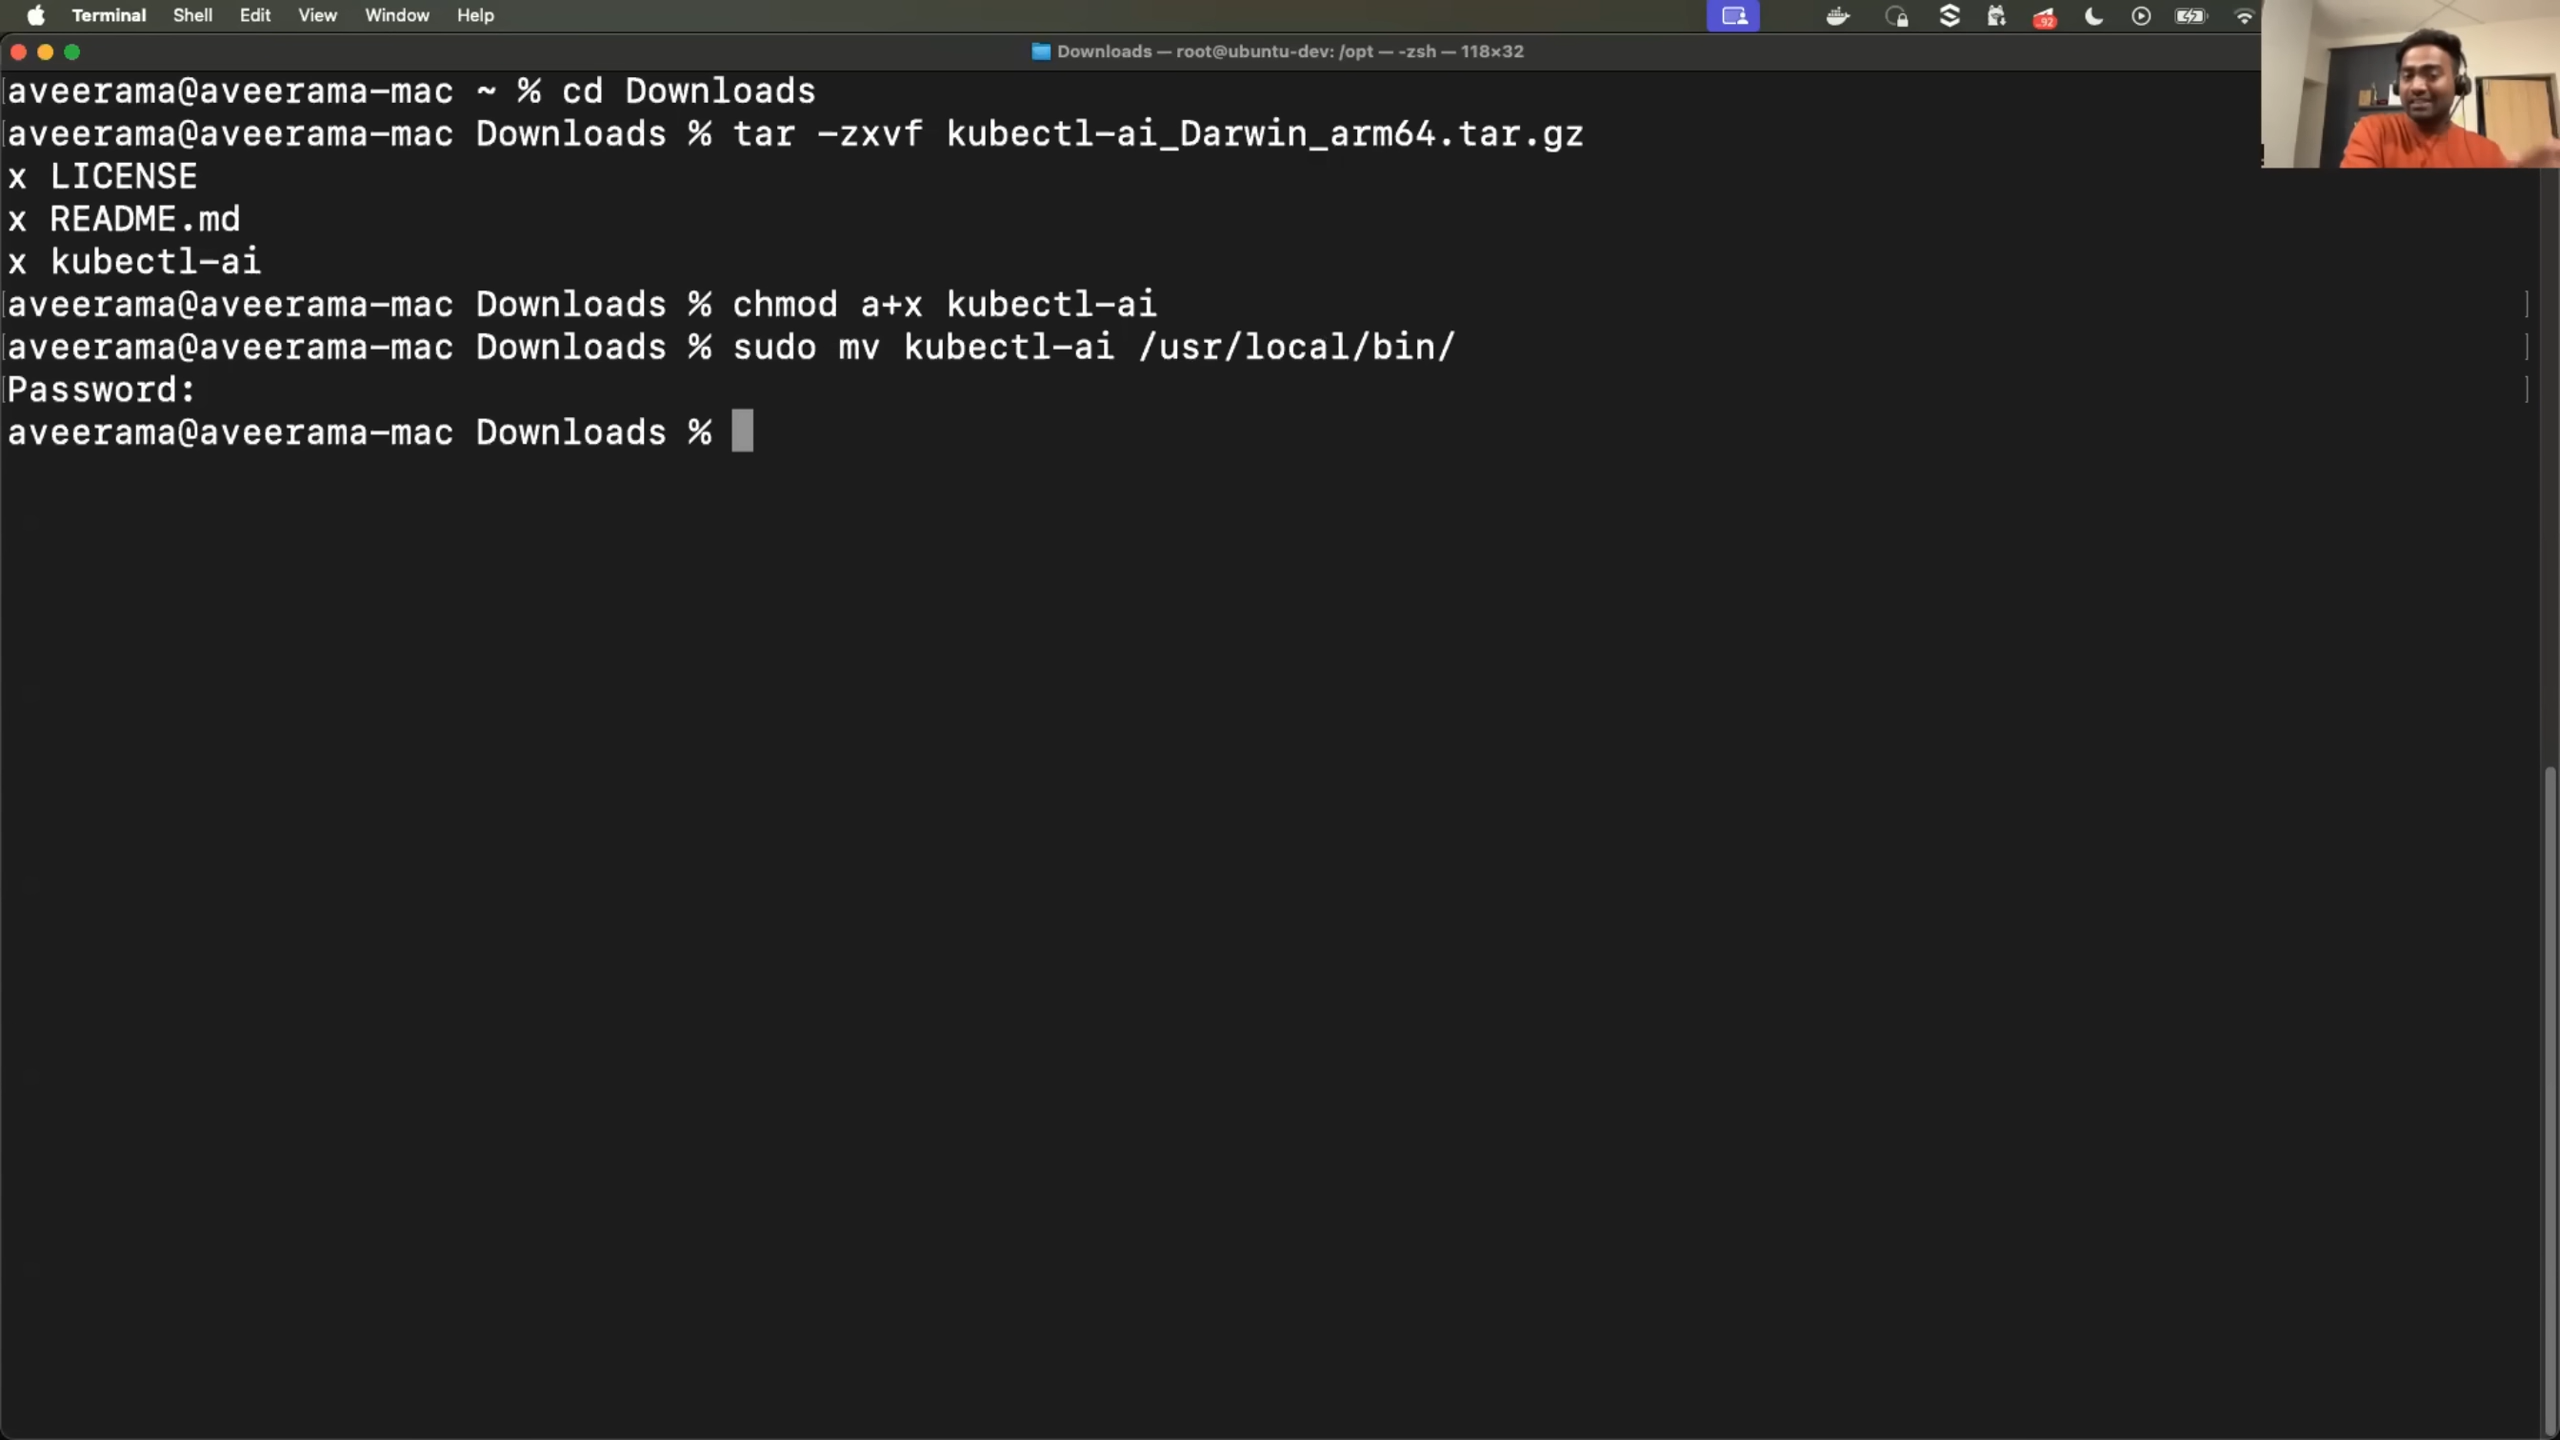 Terminal Shell Edit View Window Help
92
Downloads — root@ubuntu-dev: /opt — -zsh — 118×32
aveerama@aveerama-mac ~ % cd Downloads
aveerama@aveerama-mac Downloads % tar -zxvf kubectl-ai_Darwin_arm64.tar.gz
x LICENSE
x README.md
x kubectl-ai
aveerama@aveerama-mac Downloads % chmod a+x kubectl-ai
aveerama@aveerama-mac Downloads % sudo mv kubectl-ai /usr/local/bin/
Password:
aveerama@aveerama-mac Downloads %